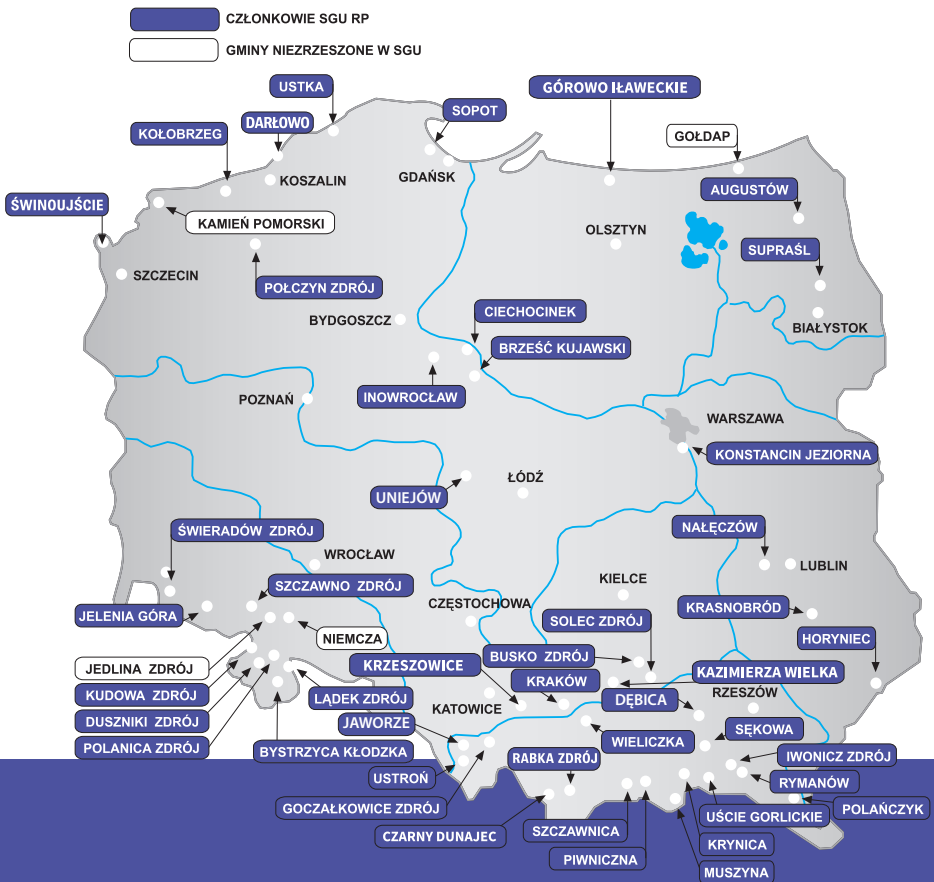 CZŁONKOWIE SGU RP
GMINY NIEZRZESZONE W SGU
USTKA
GÓROWO IŁAWECKIE
SOPOT
DARŁOWO
KOŁOBRZEG
GOŁDAP
GDAŃSK
KOSZALIN
AUGUSTÓW
ŚWINOUJŚCIE
KAMIEŃ POMORSKI
OLSZTYN
SUPRAŚL
SZCZECIN
POŁCZYN ZDRÓJ
CIECHOCINEK
BYDGOSZCZ
BIAŁYSTOK
BRZEŚĆ KUJAWSKI
INOWROCŁAW
POZNAŃ
WARSZAWA
KONSTANCIN JEZIORNA
UNIEJÓW
ŁÓDŹ
ŚWIERADÓW ZDRÓJ
NAŁĘCZÓW
WROCŁAW
LUBLIN
SZCZAWNO ZDRÓJ
KIELCE
CZĘSTOCHOWA
KRASNOBRÓD
JELENIA GÓRA
SOLEC ZDRÓJ
NIEMCZA
HORYNIEC
BUSKO ZDRÓJ
KRZESZOWICE
JEDLINA ZDRÓJ
KAZIMIERZA WIELKA
KRAKÓW
KUDOWA ZDRÓJ
LĄDEK ZDRÓJ
DĘBICA
RZESZÓW
KATOWICE
DUSZNIKI ZDRÓJ
JAWORZE
SĘKOWA
WIELICZKA
POLANICA ZDRÓJ
BYSTRZYCA KŁODZKA
RABKA ZDRÓJ
IWONICZ ZDRÓJ
USTROŃ
RYMANÓW
GOCZAŁKOWICE ZDRÓJ
POLAŃCZYK
UŚCIE GORLICKIE
SZCZAWNICA
CZARNY DUNAJEC
KRYNICA
PIWNICZNA
MUSZYNA